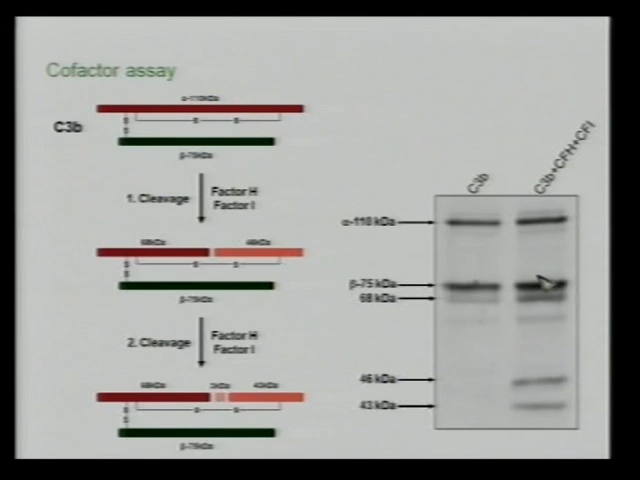 Cofactor assay
α-110kDa
C3b
S
S
S S
β-75kDa
1. Cleavage
Factor H
Factor I
68kDa 46kDa
S
S
S S
β-75kDa
2. Cleavage
Factor H
Factor I
68kDa 3kDa 43kDa
S
S
S S
β-75kDa
C3b
C3b+CFH+CFI
α-110 kDa
β-75 kDa
68 kDa
46 kDa
43 kDa